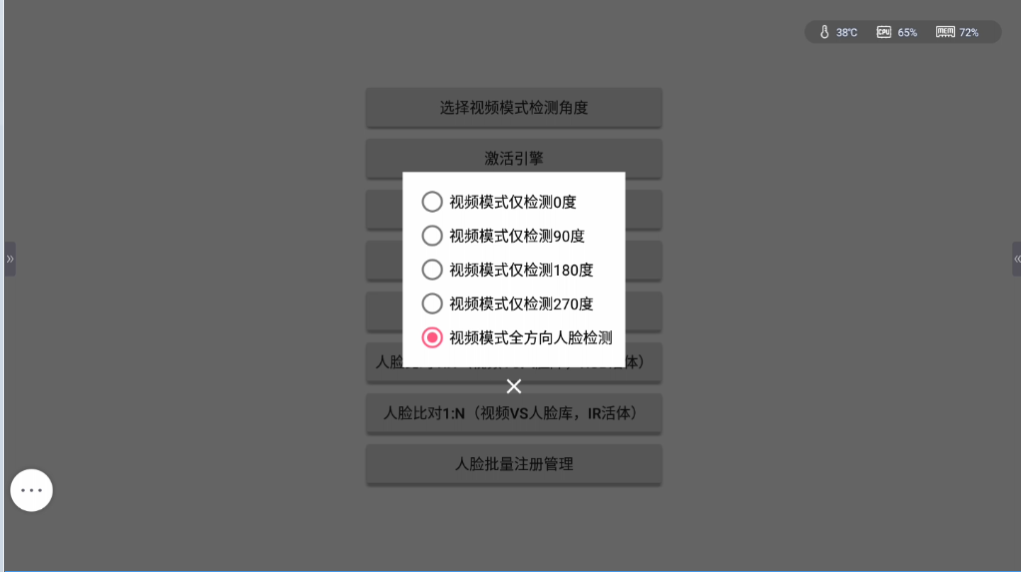 38℃ CPU 65% MEM 72%
选择视频模式检测角度
激活引擎
视频模式仅检测0度
视频模式仅检测90度
视频模式仅检测180度
视频模式仅检测270度
视频模式全方向人脸检测
人脸
体）
人脸比对1:N（视频VS人脸库，IR活体）
人脸批量注册管理